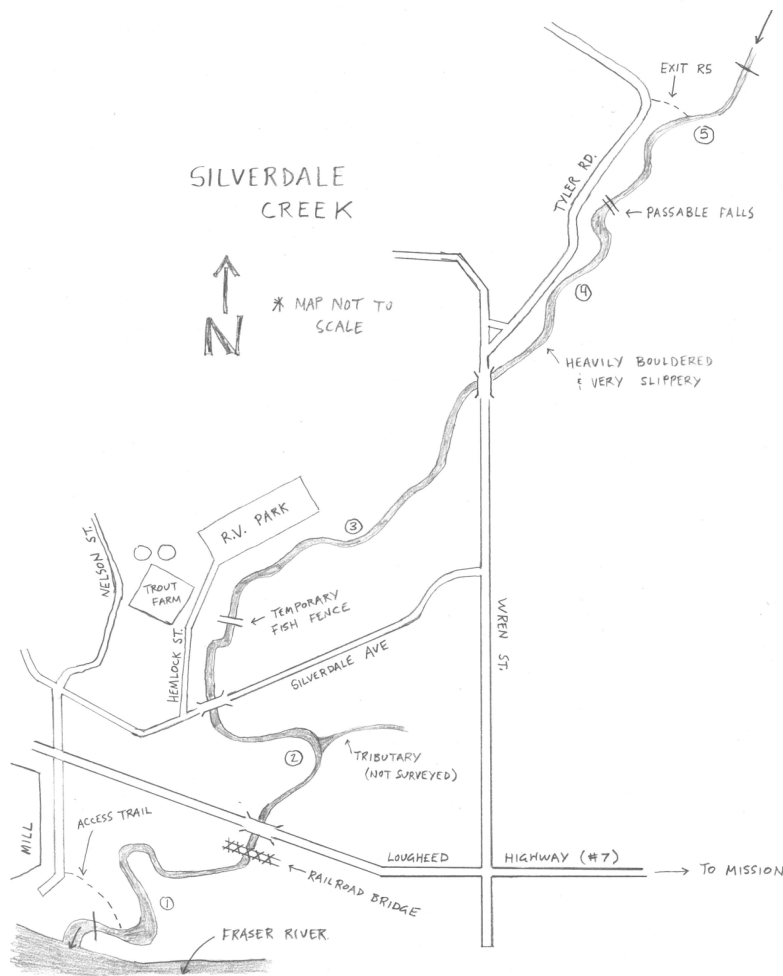 EXIT R5
⑤
SILVERDALE
CREEK
TYLER RD.
← PASSABLE FALLS
N
* MAP NOT TO
SCALE
④
HEAVILY BOULDERED
& VERY SLIPPERY
R.V. PARK
③
NELSON ST.
TROUT
FARM
HEMLOCK ST.
TEMPORARY
FISH FENCE
WREN ST.
SILVERDALE AVE
②
TRIBUTARY
(NOT SURVEYED)
MILL
ACCESS TRAIL
LOUGHEED HIGHWAY (#7) → TO MISSION
RAILROAD BRIDGE
①
FRASER RIVER